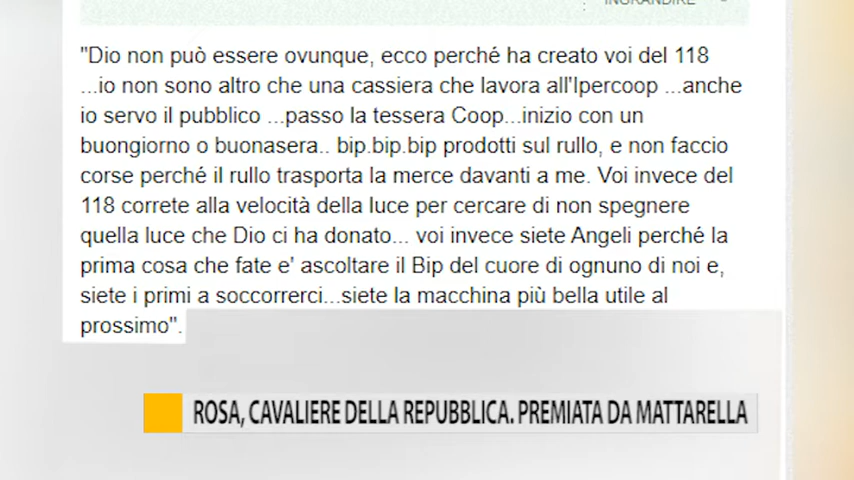 INGRANDIRE
"Dio non può essere ovunque, ecco perché ha creato voi del 118
...io non sono altro che una cassiera che lavora all'Ipercoop ...anche
io servo il pubblico ...passo la tessera Coop...inizio con un
buongiorno o buonasera.. bip.bip.bip prodotti sul rullo, e non faccio
corse perché il rullo trasporta la merce davanti a me. Voi invece del
118 correte alla velocità della luce per cercare di non spegnere
quella luce che Dio ci ha donato... voi invece siete Angeli perché la
prima cosa che fate e' ascoltare il Bip del cuore di ognuno di noi e,
siete i primi a soccorrerci...siete la macchina più bella utile al
prossimo".
ROSA, CAVALIERE DELLA REPUBBLICA. PREMIATA DA MATTARELLA